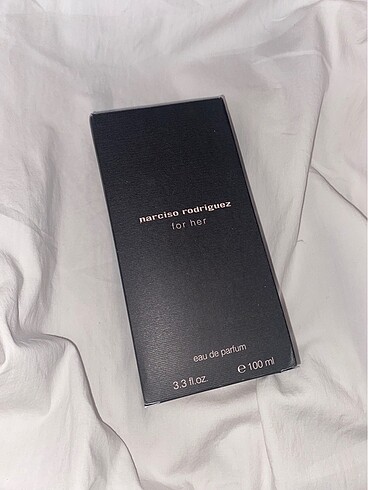 narciso rodriguez
for her
eau de parfum
3.3 fl.oz. ℮ 100 ml